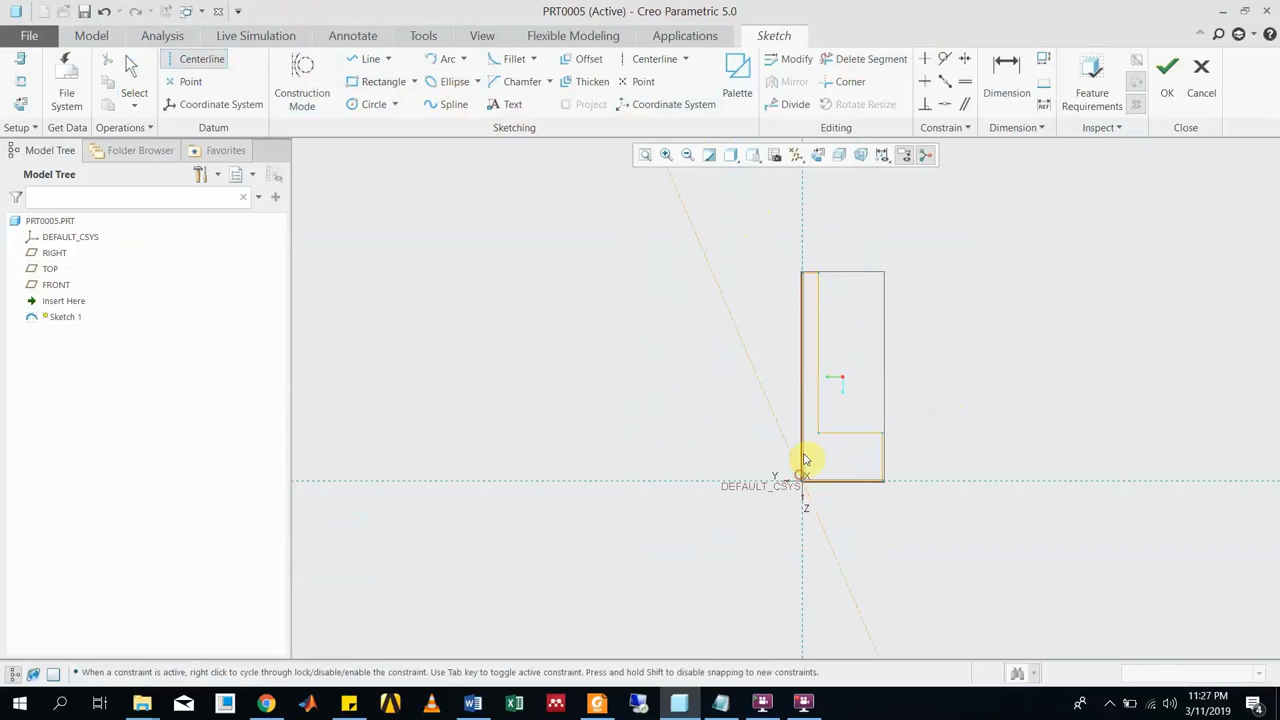 PRT0005 (Active) - Creo Parametric 5.0
File Model Analysis Live Simulation Annotate Tools View Flexible Modeling Applications Sketch
Centerline Line Arc Fillet Offset Centerline Modify Delete Segment
Point Rectangle Ellipse Chamfer Thicken Point Mirror Corner
Coordinate System Circle Spline Text Project Coordinate System Divide Rotate Resize
File System Select Construction Mode Palette Dimension Feature Requirements OK Cancel
Setup Get Data Operations Datum Sketching Editing Constrain Dimension Inspect Close
Model Tree Folder Browser Favorites
Model Tree
PRT0005.PRT
DEFAULT_CSYS
RIGHT
TOP
FRONT
Insert Here
Sketch 1
Y X
DEFAULT_CSYS
Z
When a constraint is active, right click to cycle through lock/disable/enable the constraint. Use Tab key to toggle active constraint. Press and hold Shift to disable snapping to new constraints.
11:27 PM
3/11/2019
4